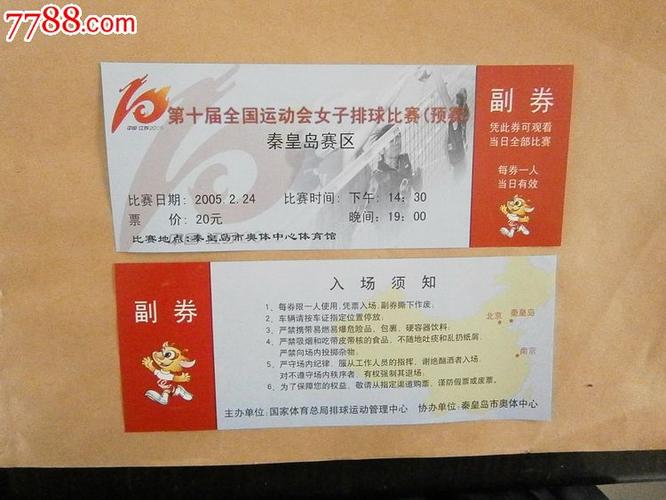 7788.com
中国 江苏2005
第十届全国运动会女子排球比赛(预赛)
秦皇岛赛区
比赛日期: 2005.2.24 比赛时间: 下午: 14: 30
票 价: 20元 晚间: 19: 00
比赛地点:秦皇岛市奥体中心体育馆
副 券
凭此券可观看
当日全部比赛
每券一人
当日有效
副 券
入 场 须 知
1、每券限一人使用, 凭票入场, 副券撕下作废;
2、车辆请按车证指定位置停放;
3、严禁携带易燃易爆危险品、包裹、硬容器饮料;
4、严禁吸烟和吃带皮带核的食品、不随地吐痰和乱扔纸屑、
严禁向场内投掷杂物;
5、严守场内纪律、服从工作人员的指挥、谢绝酗酒者入场、
对不遵守场内秩序者、有权强制其退场;
6、为了保障您的权益, 敬请从指定渠道购票, 谨防假票或废票。
北京
秦皇岛
南京
主办单位: 国家体育总局排球运动管理中心 协办单位: 秦皇岛市奥体中心